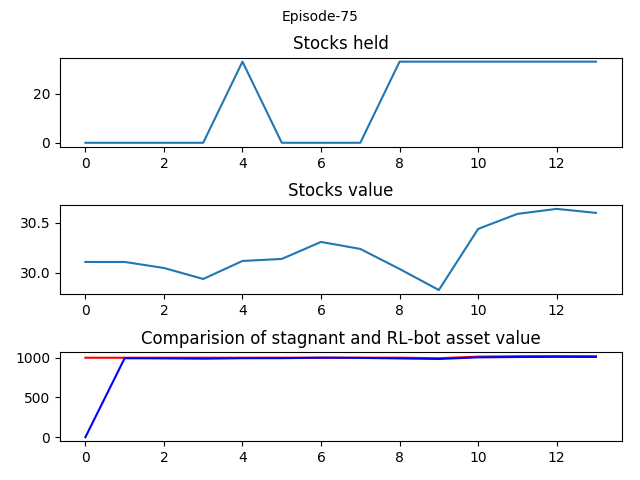 Episode-75
Stocks held
20
0
0 2 4 6 8 10 12
Stocks value
30.5
30.0
0 2 4 6 8 10 12
Comparision of stagnant and RL-bot asset value
1000
500
0
0 2 4 6 8 10 12